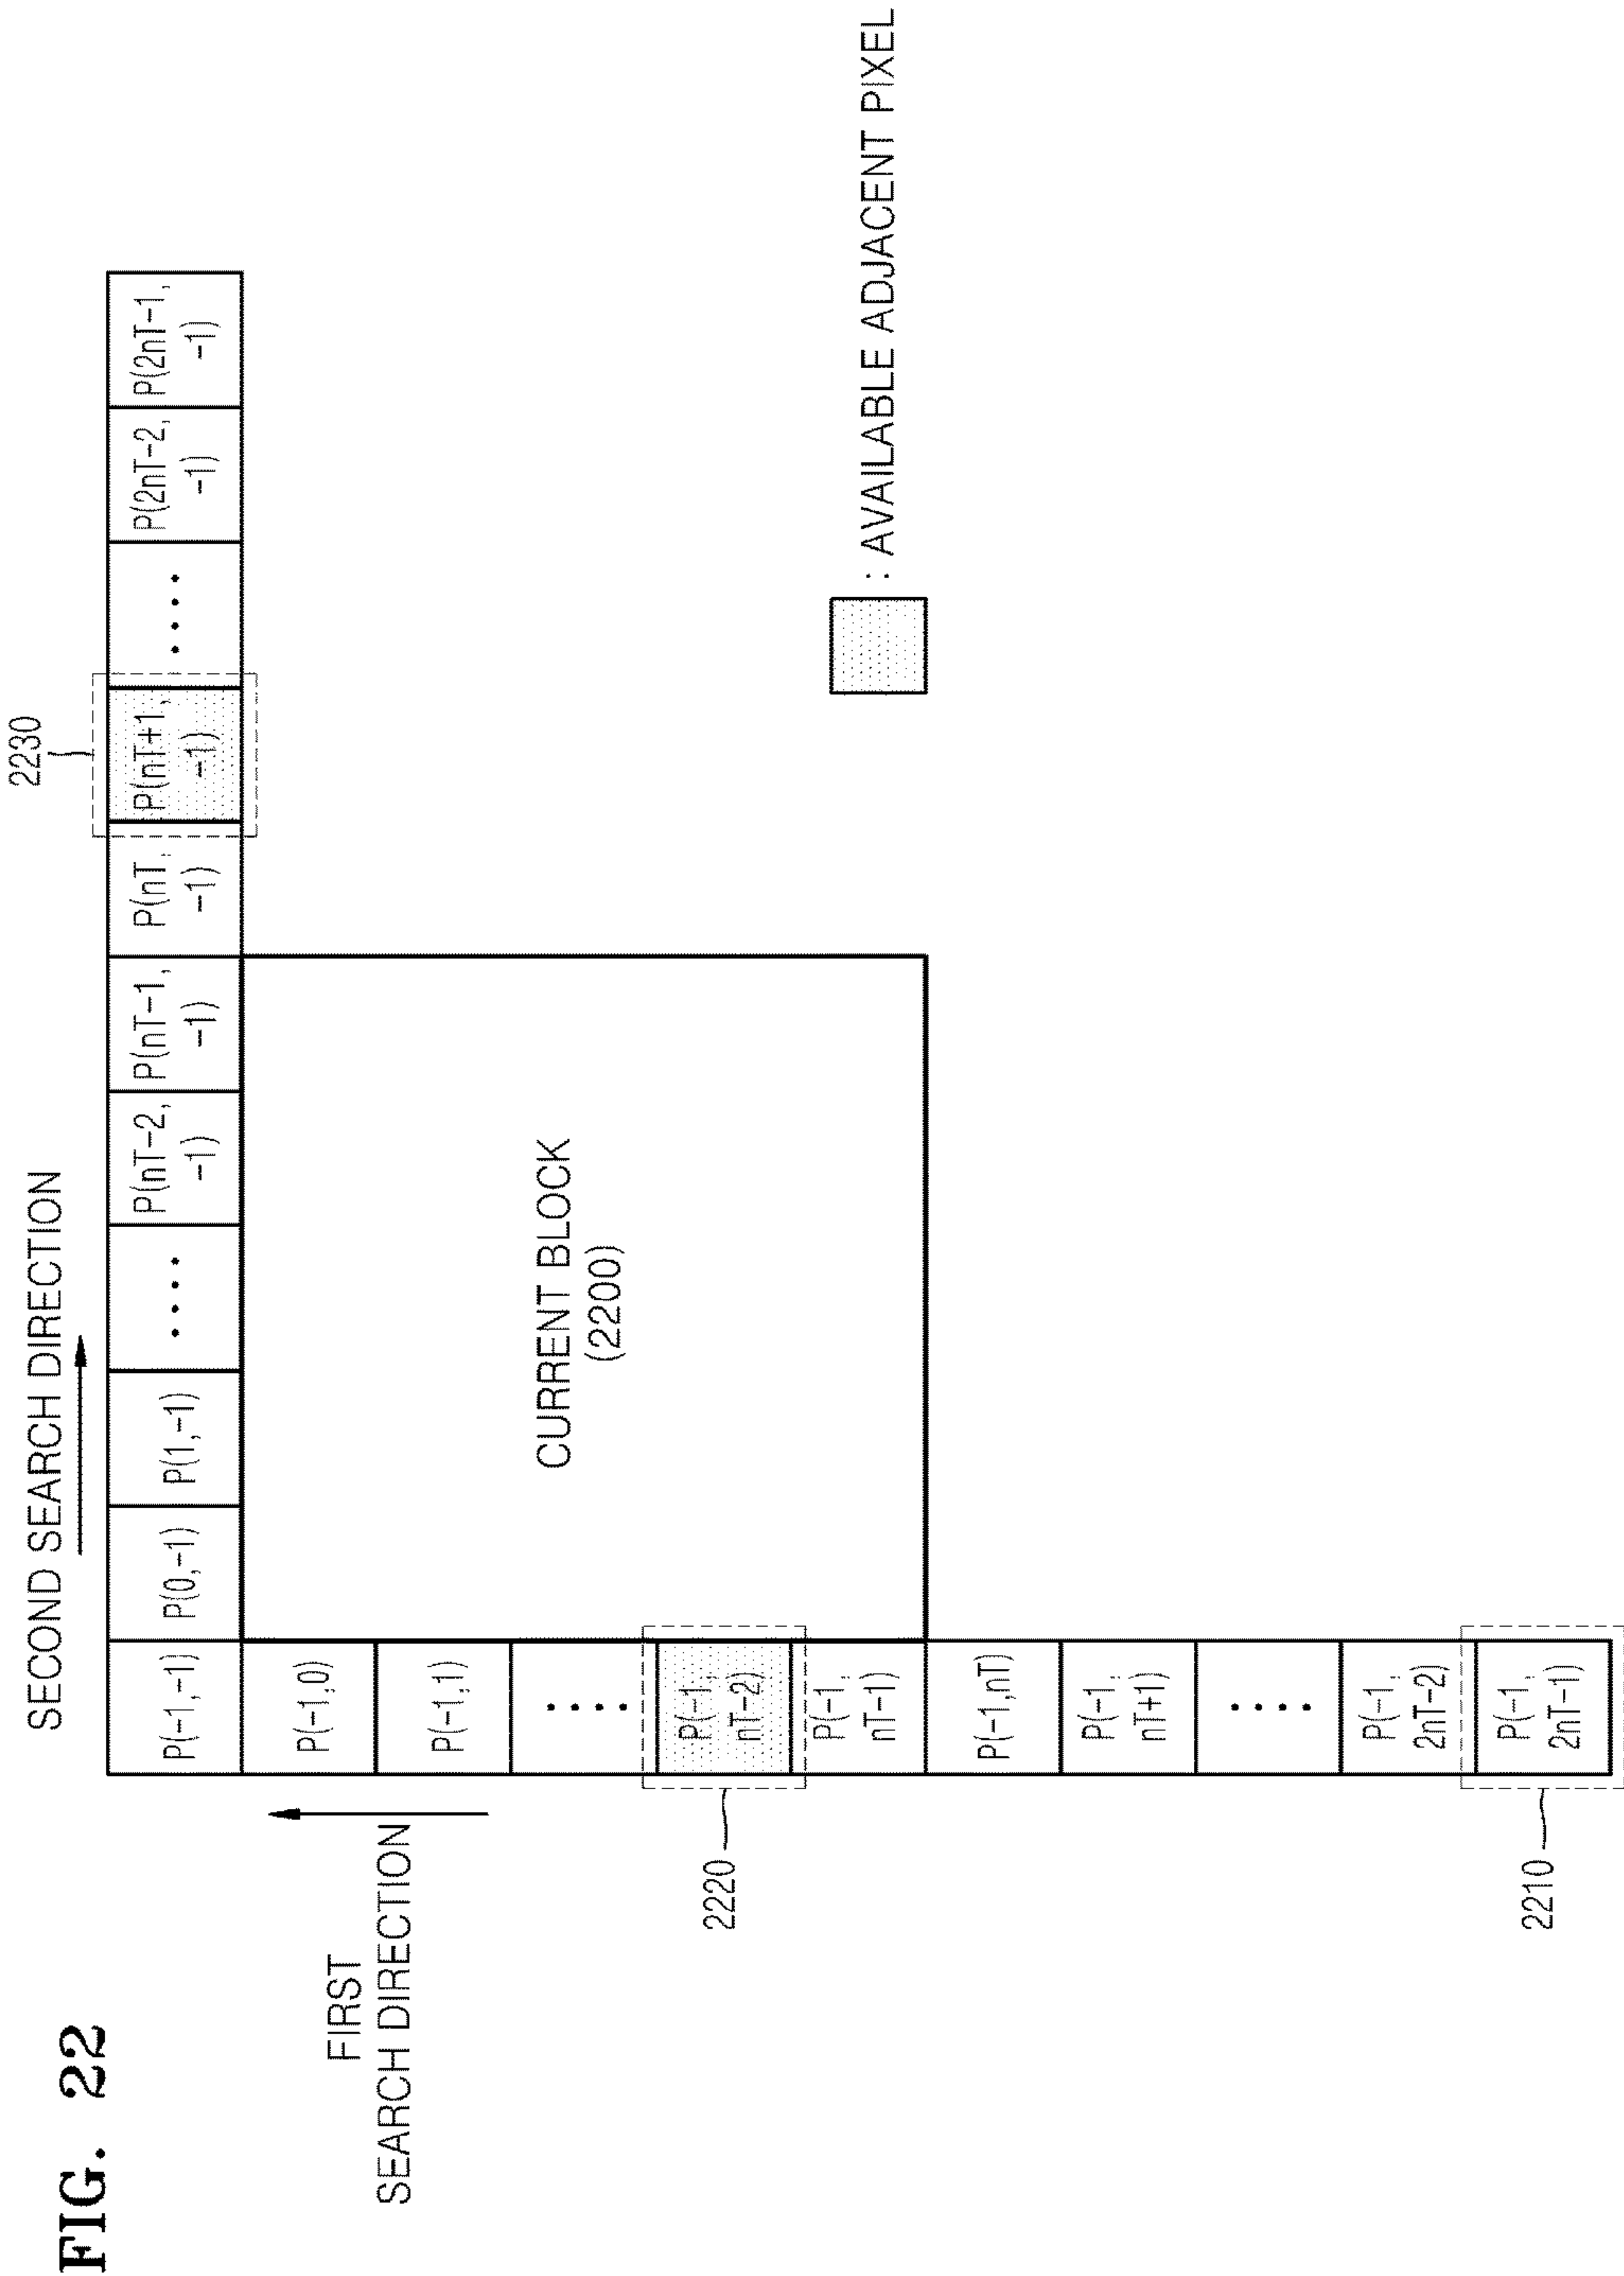 FIG. 22
SECOND SEARCH DIRECTION
2230
P(-1,-1)
P(0,-1)
P(1,-1)
....
P(nT-2,
-1)
P(nT-1,
-1)
P(nT,
-1)
P(nT+1,
-1)
....
P(2nT-2,
-1)
P(2nT-1,
-1)
FIRST
SEARCH DIRECTION
P(-1,0)
P(-1,1)
....
2220
P(-1,
nT-2)
P(-1,
nT-1)
P(-1,nT)
P(-1,
nT+1)
....
P(-1,
2nT-2)
2210
P(-1,
2nT-1)
CURRENT BLOCK
(2200)
: AVAILABLE ADJACENT PIXEL